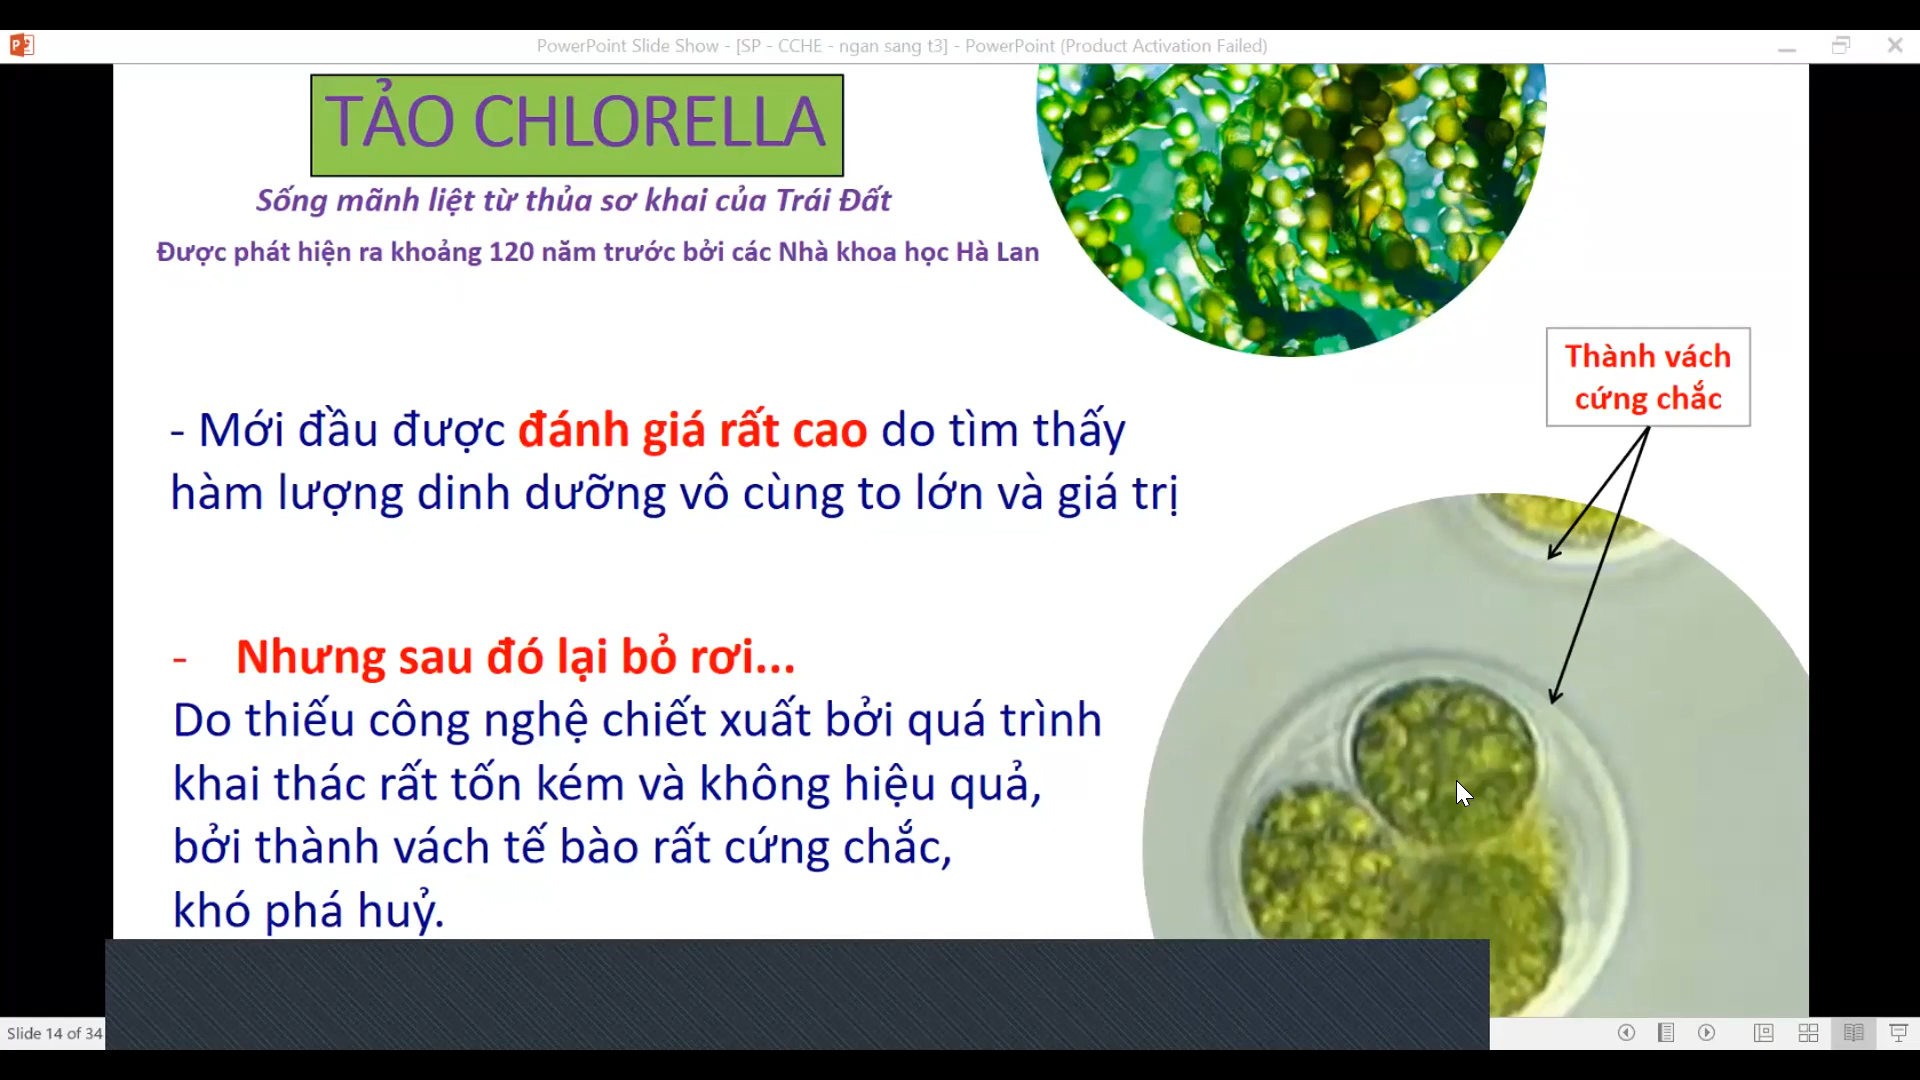 PowerPoint Slide Show - [SP - CCHE - ngan sang t3] - PowerPoint (Product Activation Failed)
TẢO CHLORELLA
Sống mãnh liệt từ thủa sơ khai của Trái Đất
Được phát hiện ra khoảng 120 năm trước bởi các Nhà khoa học Hà Lan
Thành vách
cứng chắc
- Mới đầu được đánh giá rất cao do tìm thấy
hàm lượng dinh dưỡng vô cùng to lớn và giá trị
- Nhưng sau đó lại bỏ rơi...
Do thiếu công nghệ chiết xuất bởi quá trình
khai thác rất tốn kém và không hiệu quả,
bởi thành vách tế bào rất cứng chắc,
khó phá huỷ.
Slide 14 of 34